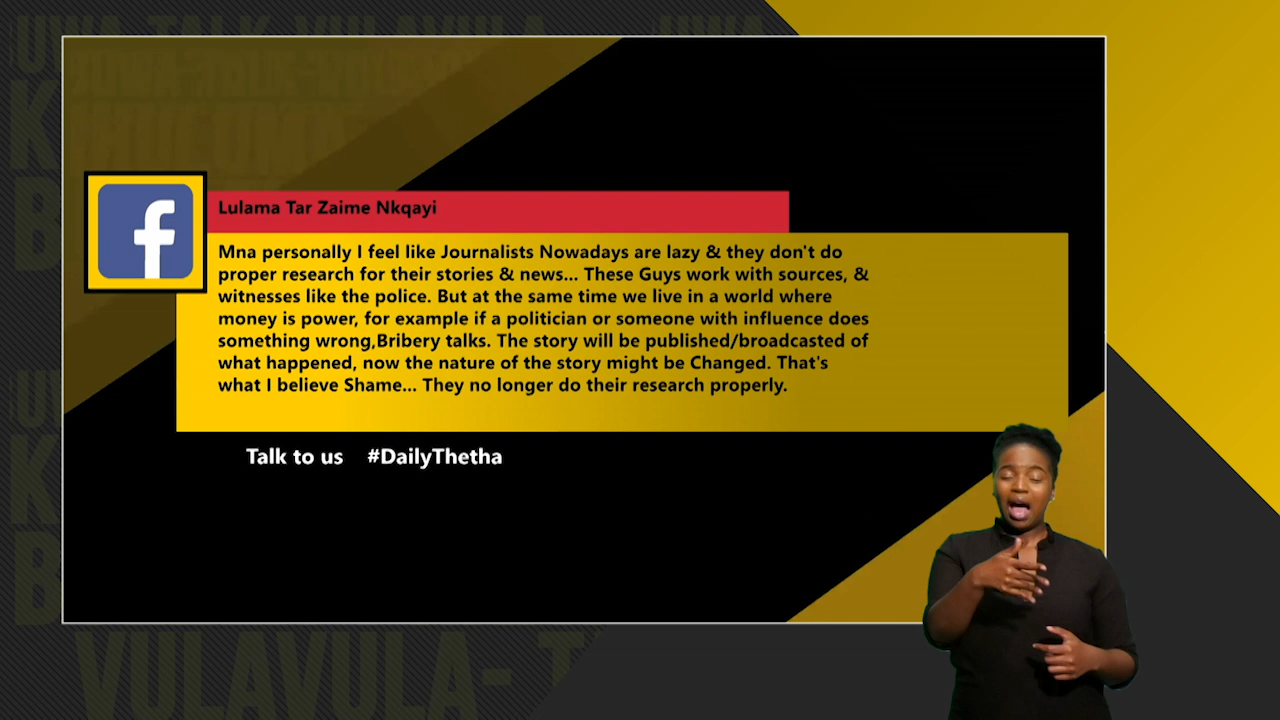 Lulama Tar Zaime Nkqayi
Mna personally I feel like Journalists Nowadays are lazy & they don't do
proper research for their stories & news... These Guys work with sources, &
witnesses like the police. But at the same time we live in a world where
money is power, for example if a politician or someone with influence does
something wrong,Bribery talks. The story will be published/broadcasted of
what happened, now the nature of the story might be Changed. That's
what I believe Shame... They no longer do their research properly.
Talk to us #DailyThetha
VULAVULA- T